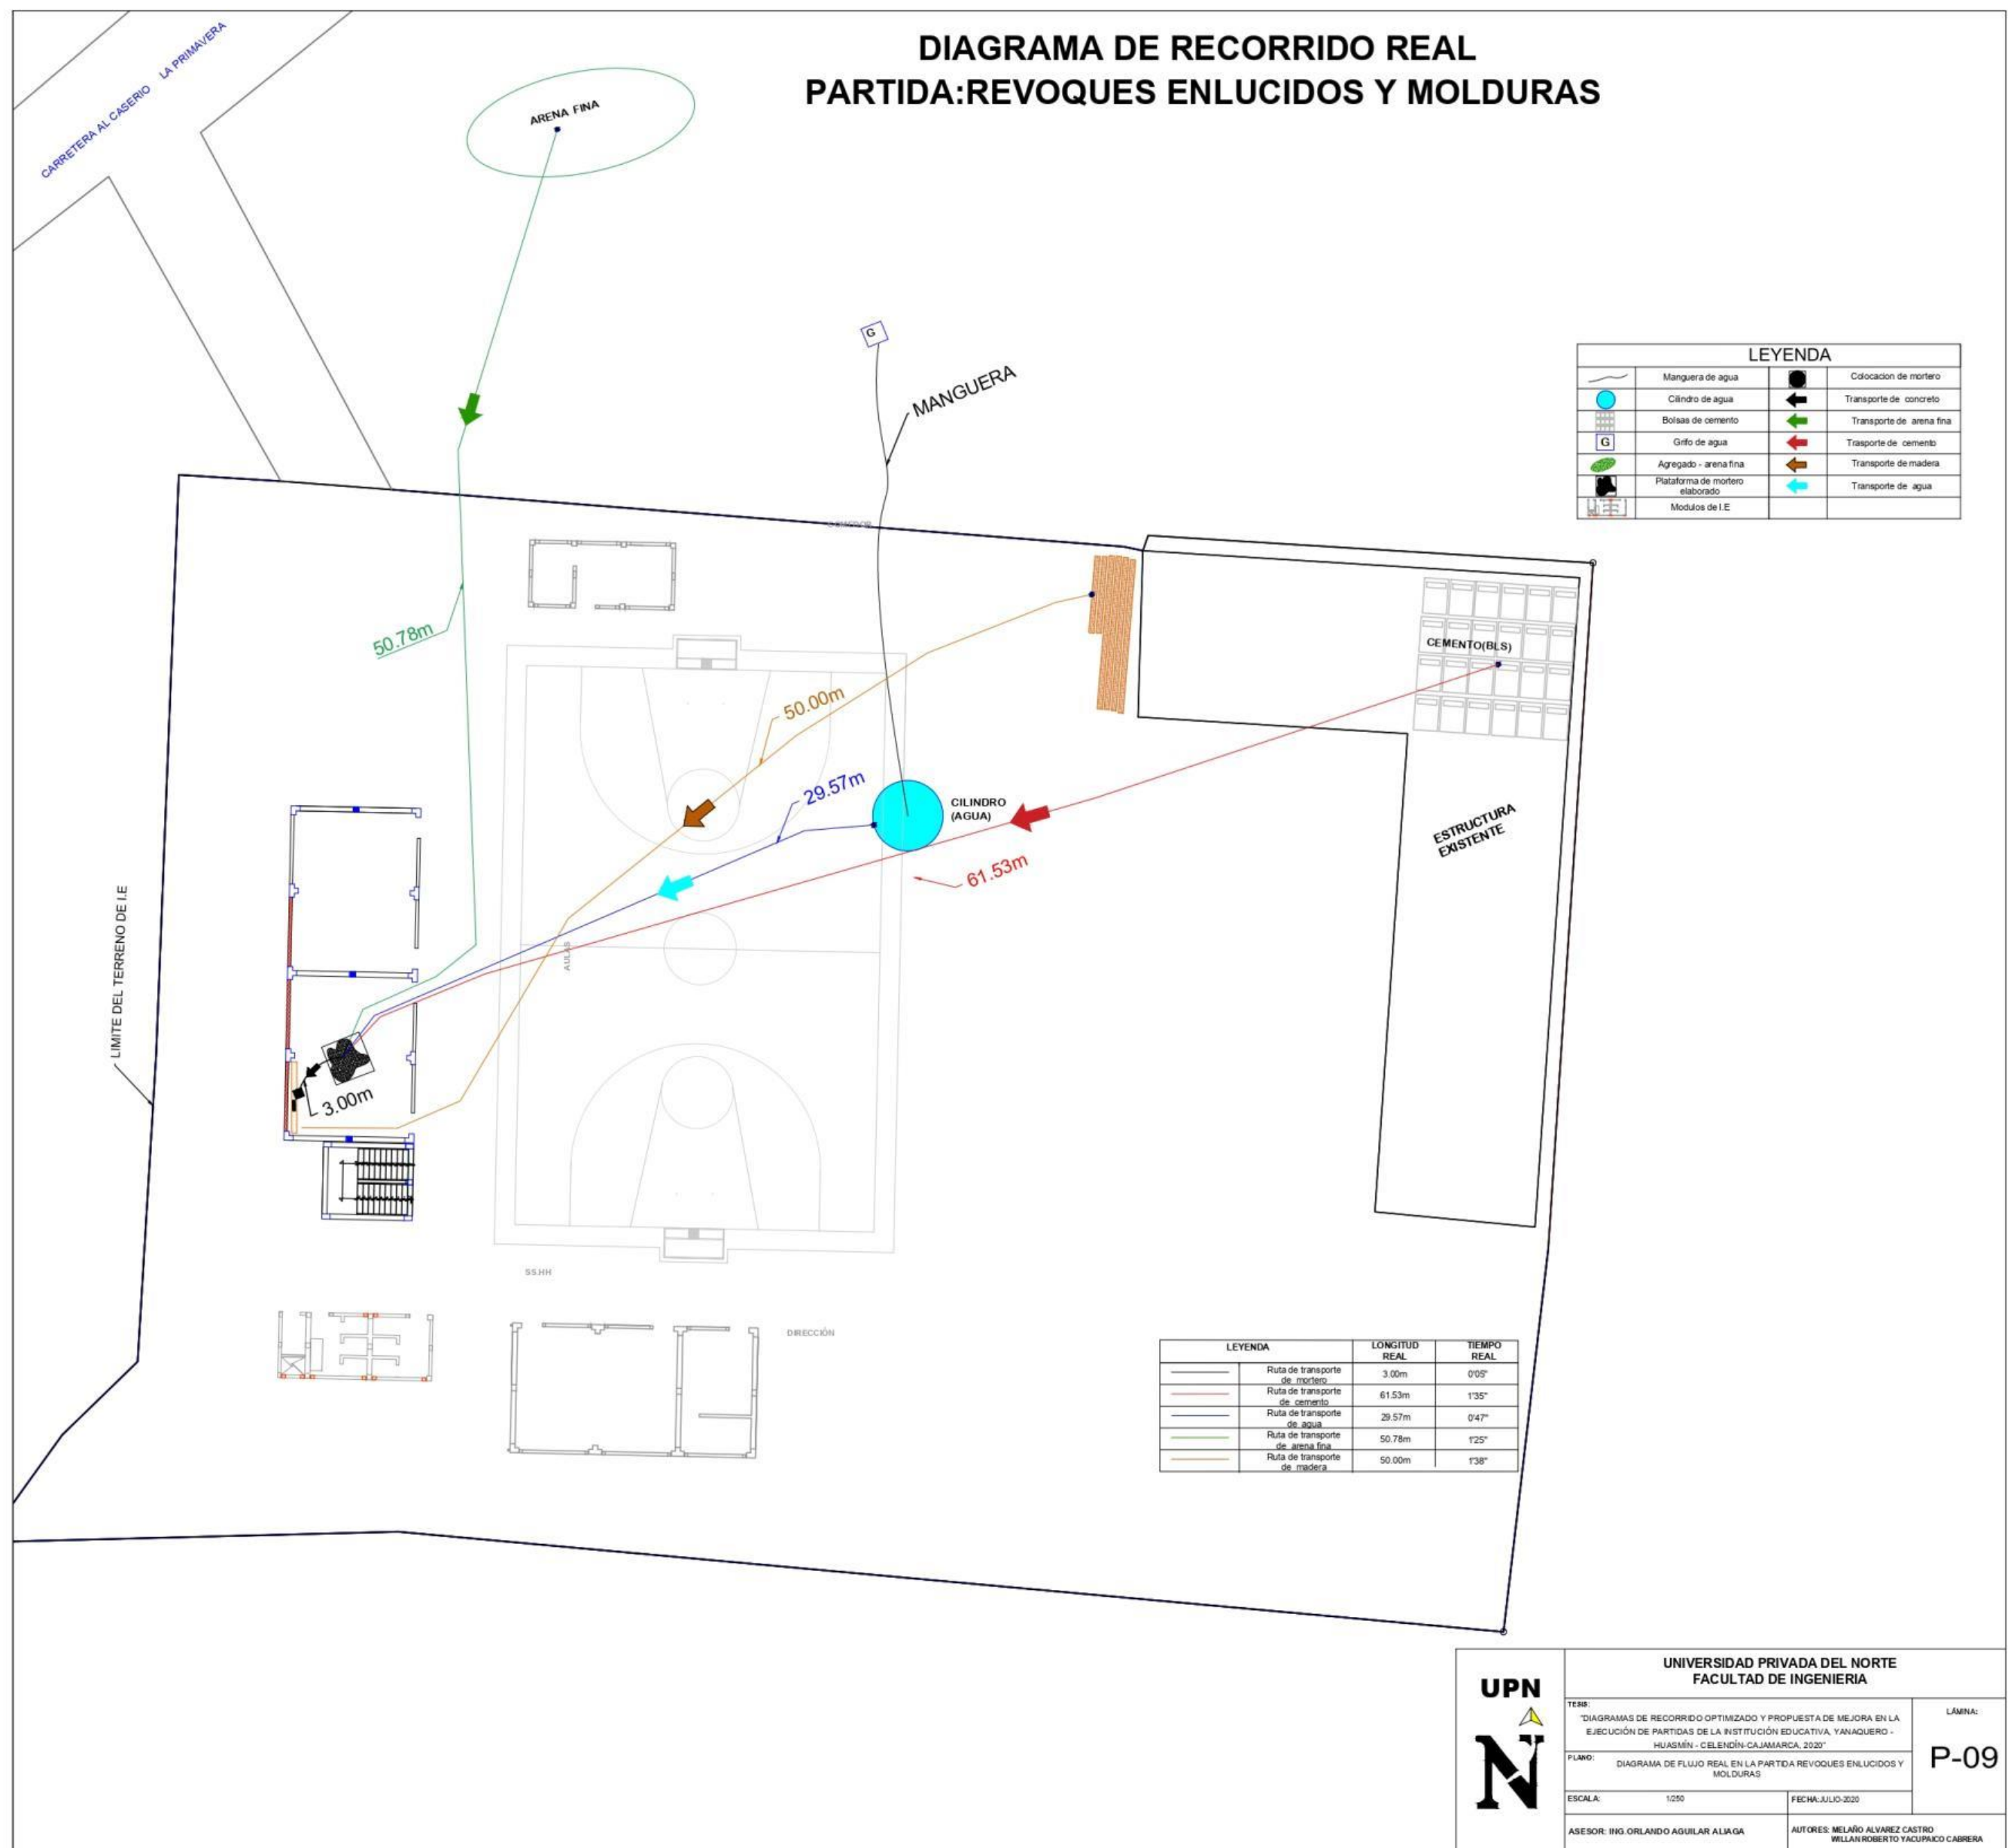 DIAGRAMA DE RECORRIDO REAL
PARTIDA:REVOQUES ENLUCIDOS Y MOLDURAS
CARRETERA AL CASERIO LA PRIMAVERA
ARENA FINA
G
MANGUERA
LEYENDA
Manguera de agua
Colocacion de mortero
Cilindro de agua
Transporte de concreto
Bolsas de cemento
Transporte de arena fina
G
Grifo de agua
Trasporte de cemento
Agregado - arena fina
Transporte de madera
Plataforma de mortero
elaborado
Transporte de agua
Modulos de I.E
COMEDOR
50.78m
CEMENTO(BLS)
50.00m
29.57m
CILINDRO
(AGUA)
61.53m
ESTRUCTURA
EXISTENTE
LIMITE DEL TERRENO DE I.E
AULAS
3.00m
SS.HH
DIRECCIÓN
LEYENDA
LONGITUD
REAL
TIEMPO
REAL
Ruta de transporte
de mortero
3.00m
0'05"
Ruta de transporte
de cemento
61.53m
1'35"
Ruta de transporte
de agua
29.57m
0'47"
Ruta de transporte
de arena fina
50.78m
1'25"
Ruta de transporte
de madera
50.00m
1'38"
UPN
N
UNIVERSIDAD PRIVADA DEL NORTE
FACULTAD DE INGENIERIA
TESIS:
"DIAGRAMAS DE RECORRIDO OPTIMIZADO Y PROPUESTA DE MEJORA EN LA
EJECUCIÓN DE PARTIDAS DE LA INSTITUCIÓN EDUCATIVA, YANAQUERO -
HUASMÍN - CELENDÍN-CAJAMARCA, 2020"
LÁMINA:
P-09
PLANO:
DIAGRAMA DE FLUJO REAL EN LA PARTIDA REVOQUES ENLUCIDOS Y
MOLDURAS
ESCALA: 1/250
FECHA:JULIO-2020
ASESOR: ING.ORLANDO AGUILAR ALIAGA
AUTORES: MELAÑO ALVAREZ CASTRO
WILLAN ROBERTO YACUPAICO CABRERA